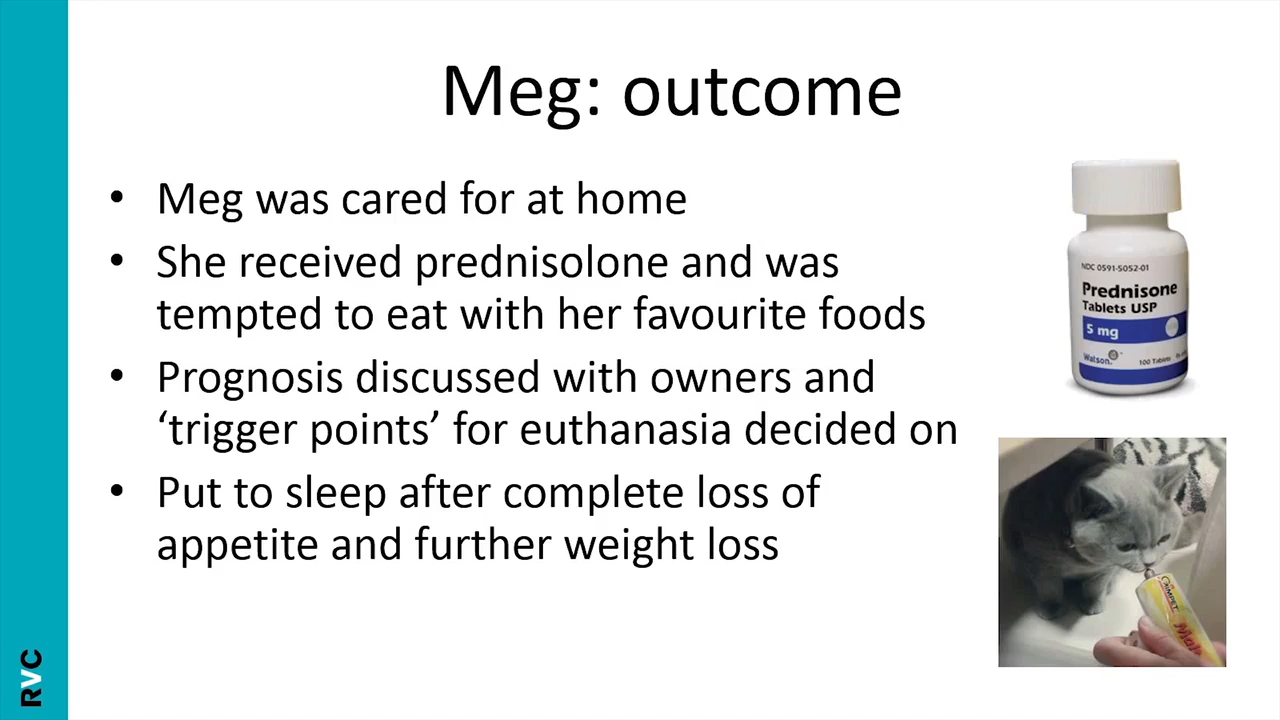 Meg: outcome
• Meg was cared for at home
• She received prednisolone and was
tempted to eat with her favourite foods
• Prognosis discussed with owners and
‘trigger points’ for euthanasia decided on
• Put to sleep after complete loss of
appetite and further weight loss
NDC 0591-5052-01
Prednisone
Tablets USP
5 mg
Watson
100 Tablets
GIMPET
RVC